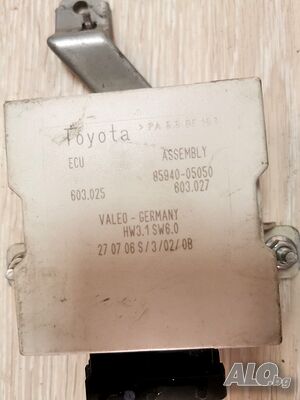 Toyota
ECU ASSEMBLY
85940-05050
603.025 603.027
VALEO - GERMANY
HW3.1 SW6.0
27 07 06 S/3/02/0B
ALO.bg